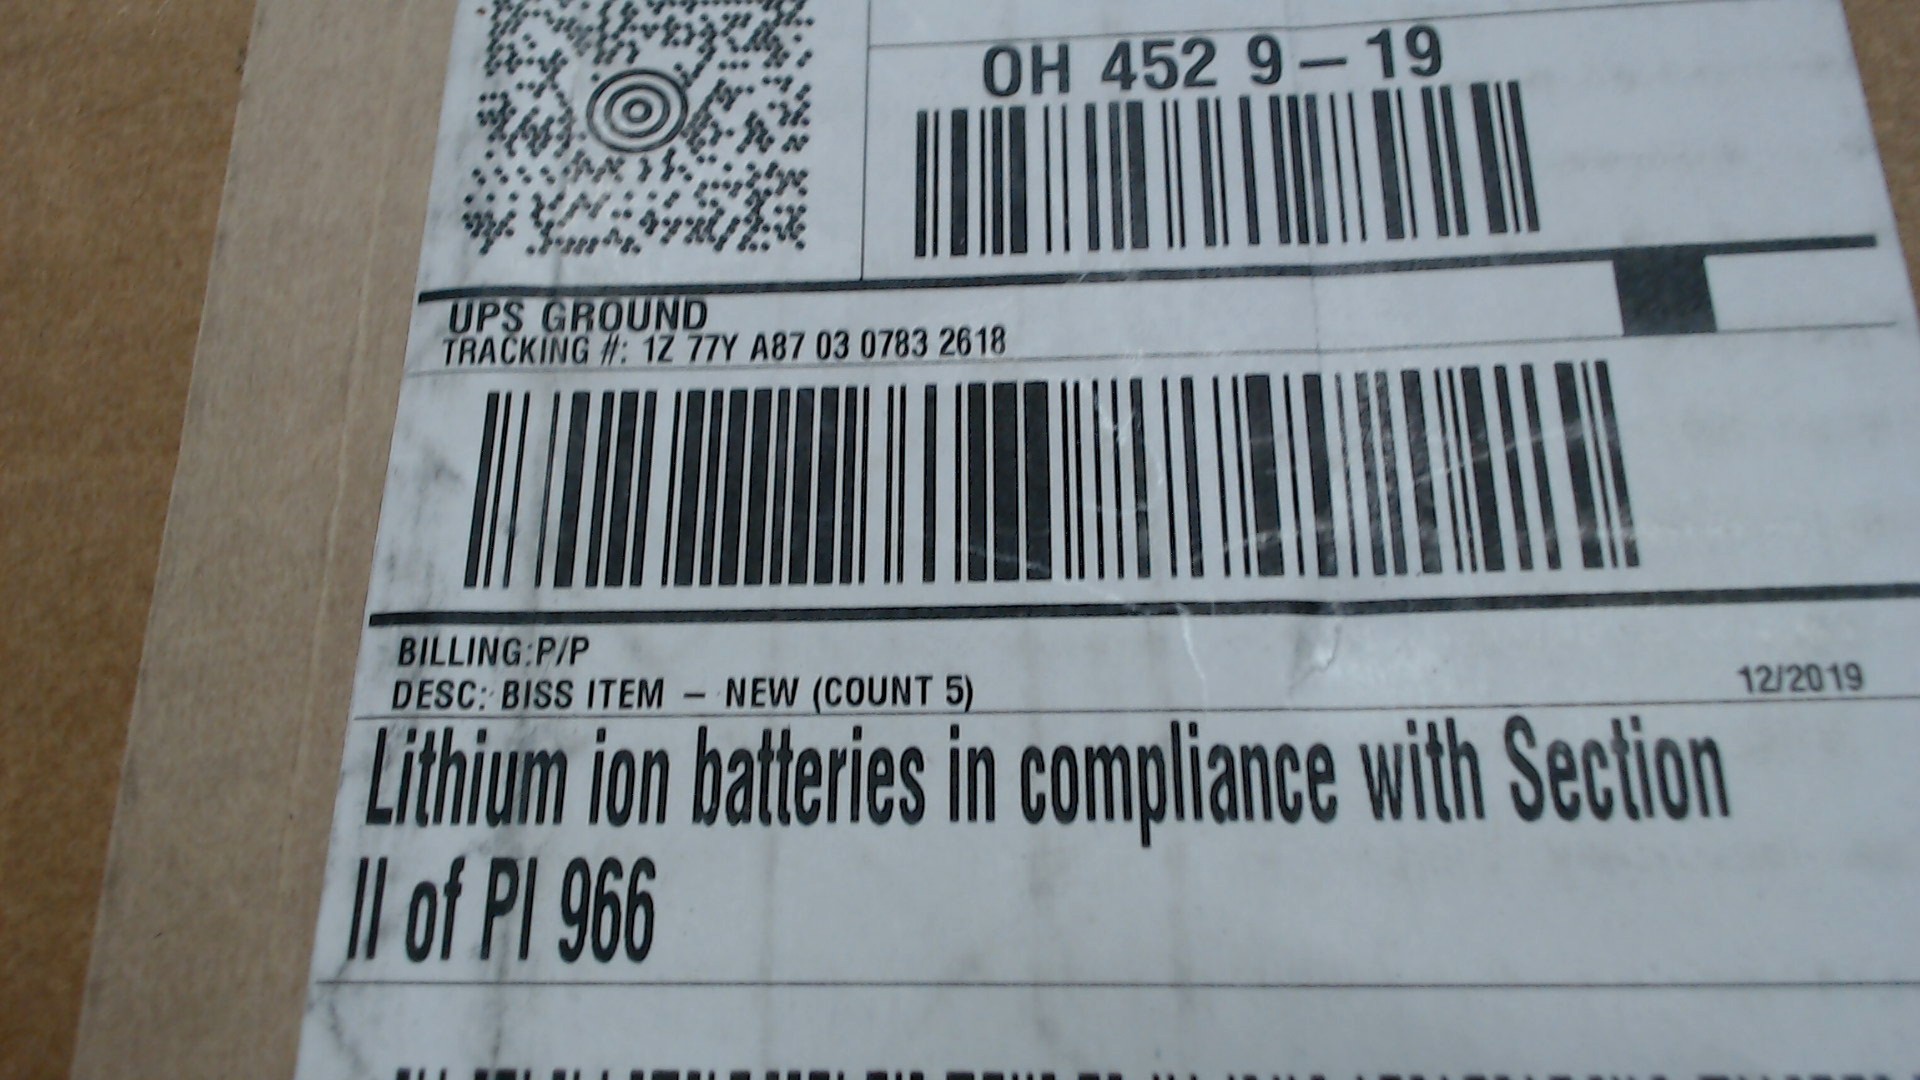 OH 452 9-19
UPS GROUND
TRACKING #: 1Z 77Y A87 03 0783 2618
BILLING:P/P
DESC: BISS ITEM - NEW (COUNT 5)
12/2019
Lithium ion batteries in compliance with Section
II of PI 966